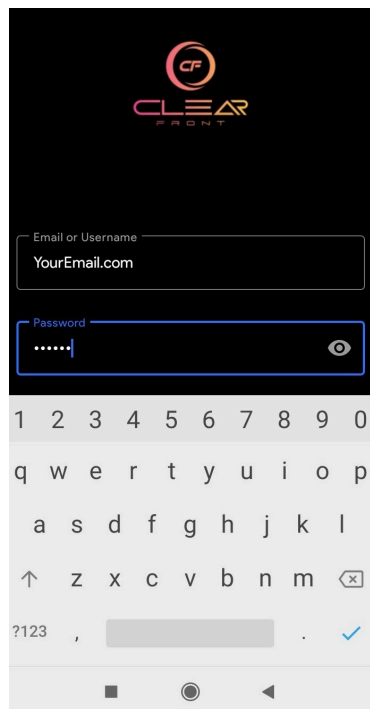 CF
CLEAR
FRONT
Email or Username
YourEmail.com
Password
••••••
1 2 3 4 5 6 7 8 9 0
q w e r t y u i o p
a s d f g h j k l
z x c v b n m
?123 , .